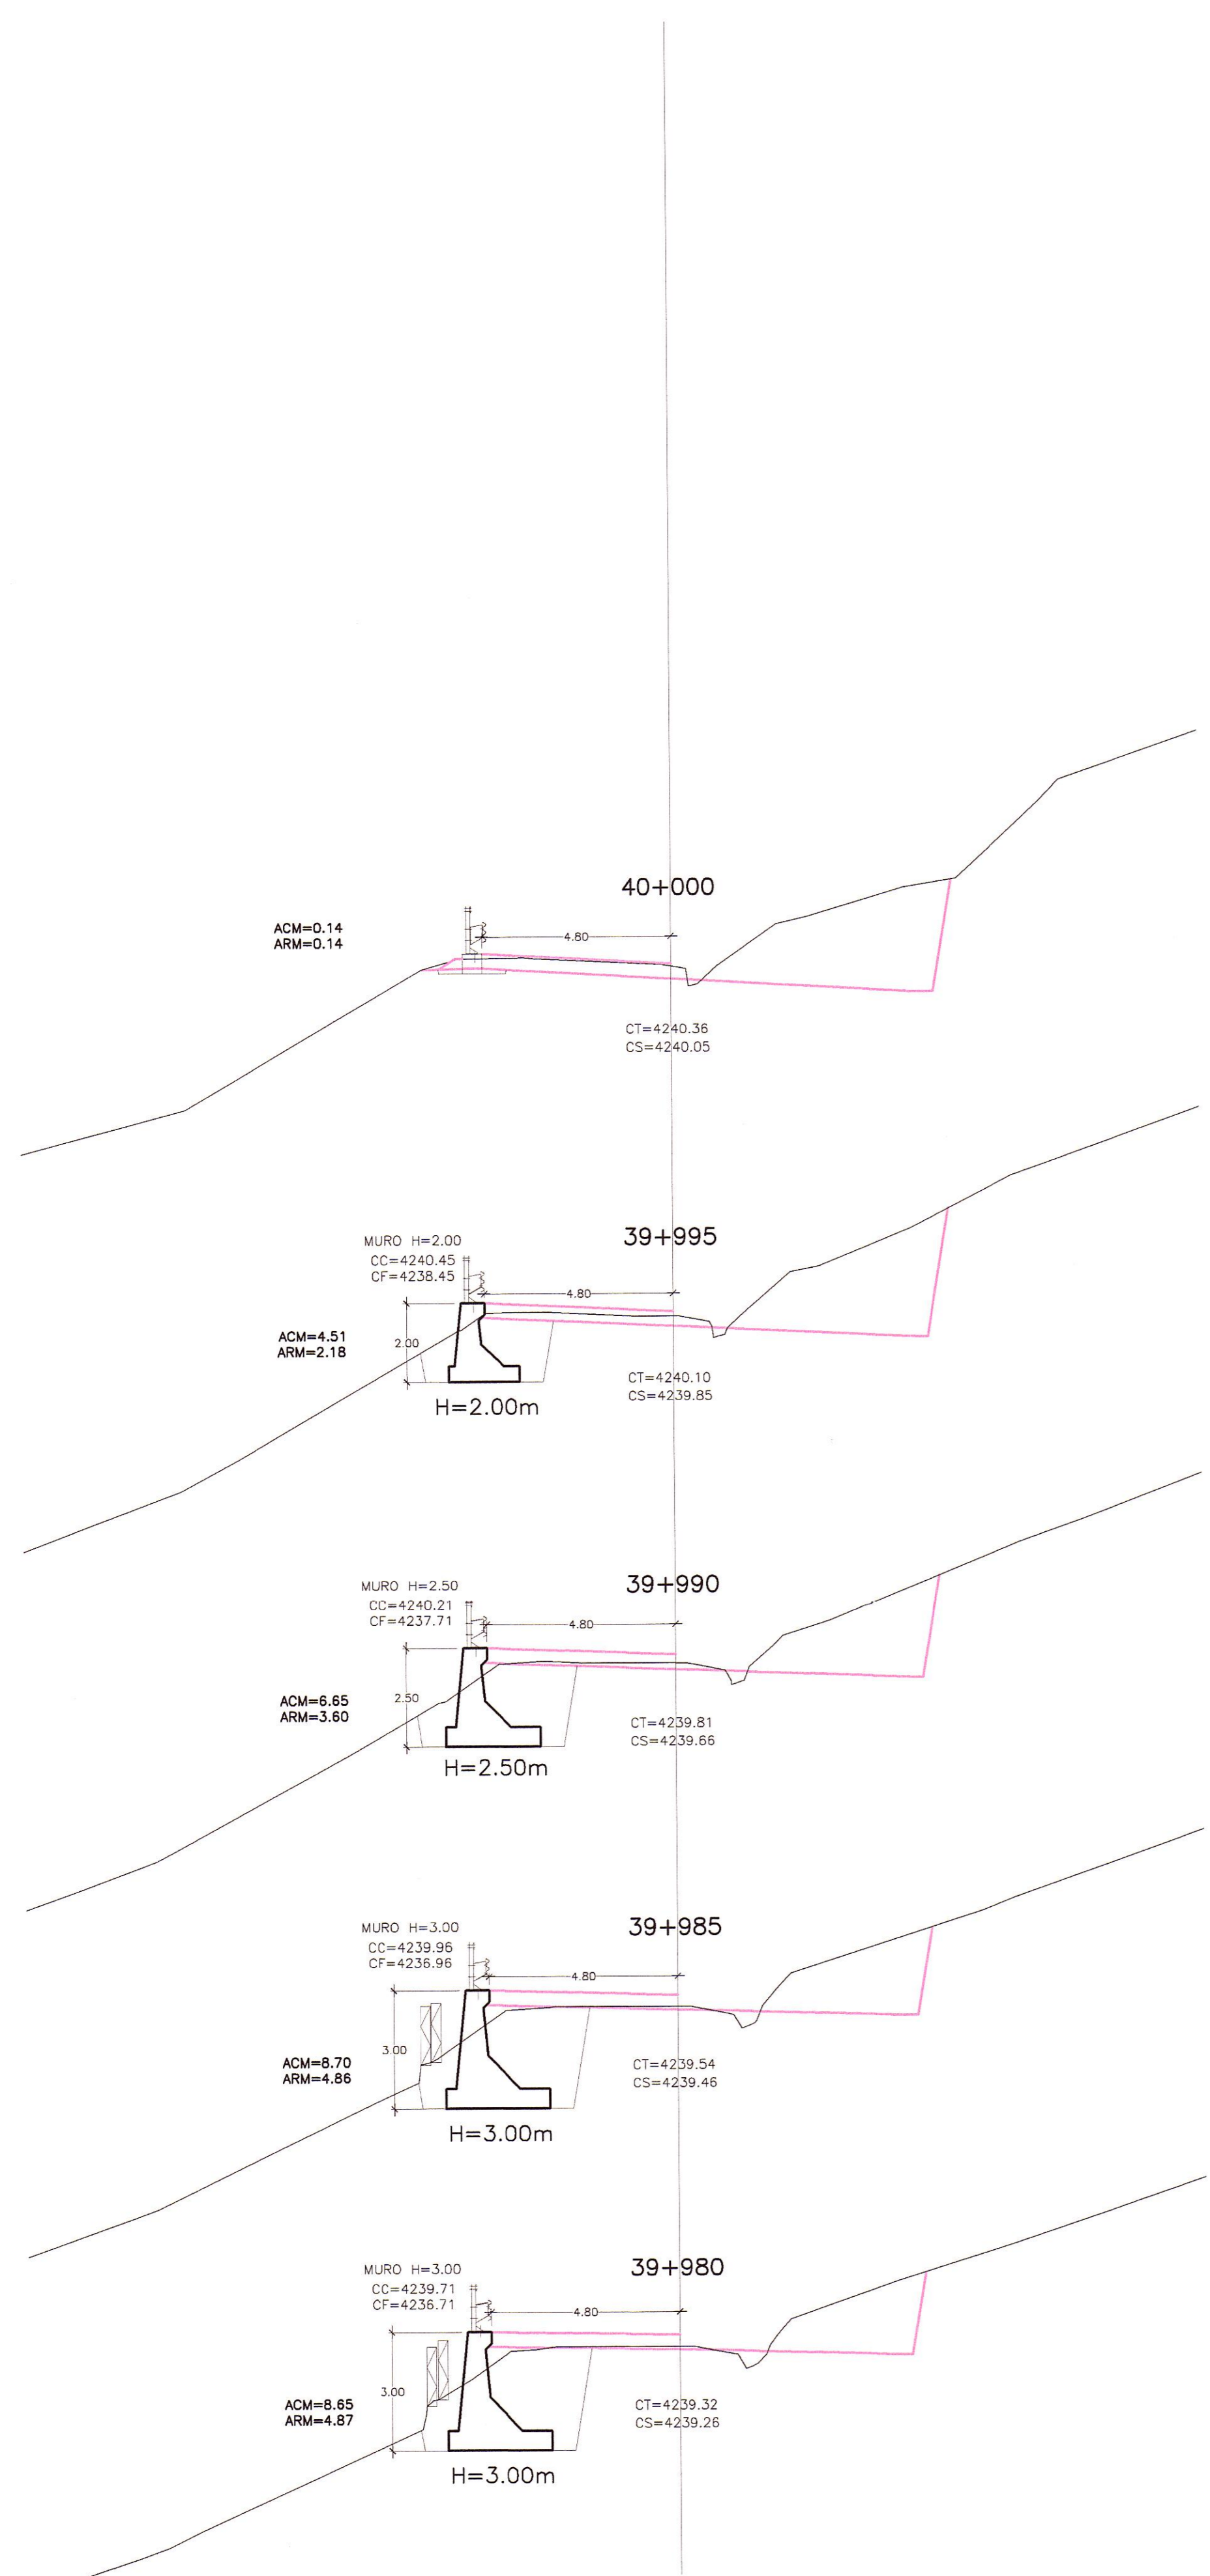 40+000
ACM=0.14
ARM=0.14
4.80
CT=4240.36
CS=4240.05
39+995
MURO H=2.00
CC=4240.45
CF=4238.45
4.80
ACM=4.51
ARM=2.18
2.00
CT=4240.10
CS=4239.85
H=2.00m
39+990
MURO H=2.50
CC=4240.21
CF=4237.71
4.80
ACM=6.65
ARM=3.60
2.50
CT=4239.81
CS=4239.66
H=2.50m
39+985
MURO H=3.00
CC=4239.96
CF=4236.96
4.80
3.00
ACM=8.70
ARM=4.86
CT=4239.54
CS=4239.46
H=3.00m
39+980
MURO H=3.00
CC=4239.71
CF=4236.71
4.80
3.00
ACM=8.65
ARM=4.87
CT=4239.32
CS=4239.26
H=3.00m